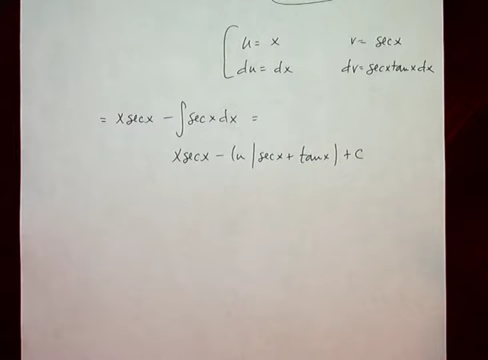 u = x v = sec x
du = dx dv = sec x tan x dx
= x sec x - ∫ sec x dx =
x sec x - ln |sec x + tan x| + C